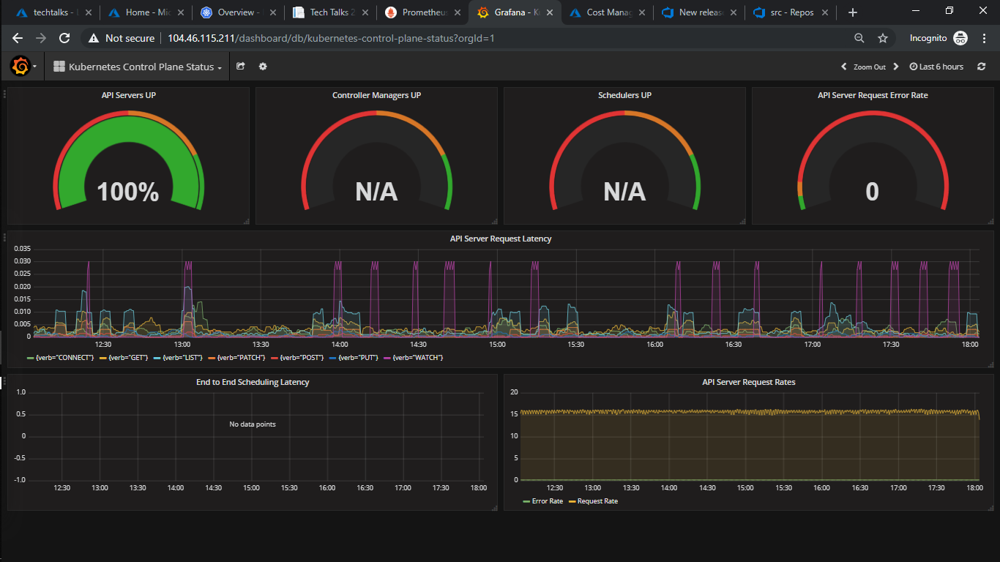 techtalks - Home - Mic Overview - Tech Talks 2 Prometheus Grafana - K Cost Manag New releas src - Repos
Not secure 104.46.115.211/dashboard/db/kubernetes-control-plane-status?orgId=1 Incognito
Kubernetes Control Plane Status Zoom Out Last 6 hours
API Servers UP Controller Managers UP Schedulers UP API Server Request Error Rate
100% N/A N/A 0
API Server Request Latency
0.035
0.030
0.025
0.020
0.015
0.010
0.005
0
12:30 13:00 13:30 14:00 14:30 15:00 15:30 16:00 16:30 17:00 17:30 18:00
{verb="CONNECT"} {verb="GET"} {verb="LIST"} {verb="PATCH"} {verb="POST"} {verb="PUT"} {verb="WATCH"}
End to End Scheduling Latency
1.0
0.5
No data points
0
-0.5
-1.0
12:30 13:00 13:30 14:00 14:30 15:00 15:30 16:00 16:30 17:00 17:30 18:00
API Server Request Rates
20
15
10
5
0
12:30 13:00 13:30 14:00 14:30 15:00 15:30 16:00 16:30 17:00 17:30 18:00
Error Rate Request Rate